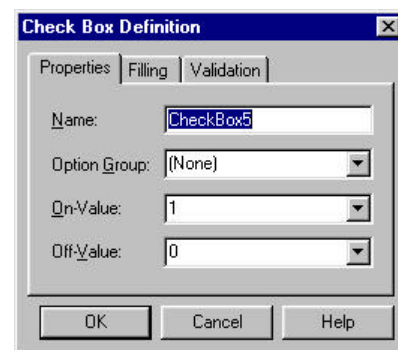 Check Box Definition
Properties Filling Validation
Name: CheckBox5
Option Group: (None)
On-Value: 1
Off-Value: 0
OK Cancel Help